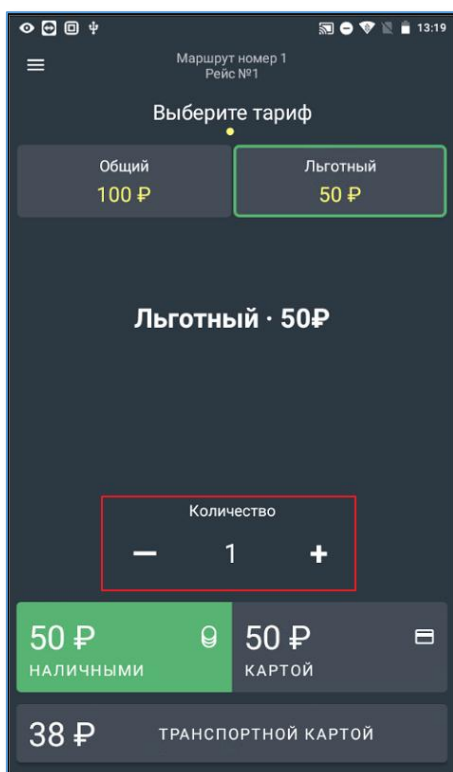 13:19
Маршрут номер 1
Рейс №1
Выберите тариф
Общий
100 ₽
Льготный
50 ₽
Льготный · 50₽
Количество
1
50 ₽
НАЛИЧНЫМИ
50 ₽
КАРТОЙ
38 ₽ ТРАНСПОРТНОЙ КАРТОЙ